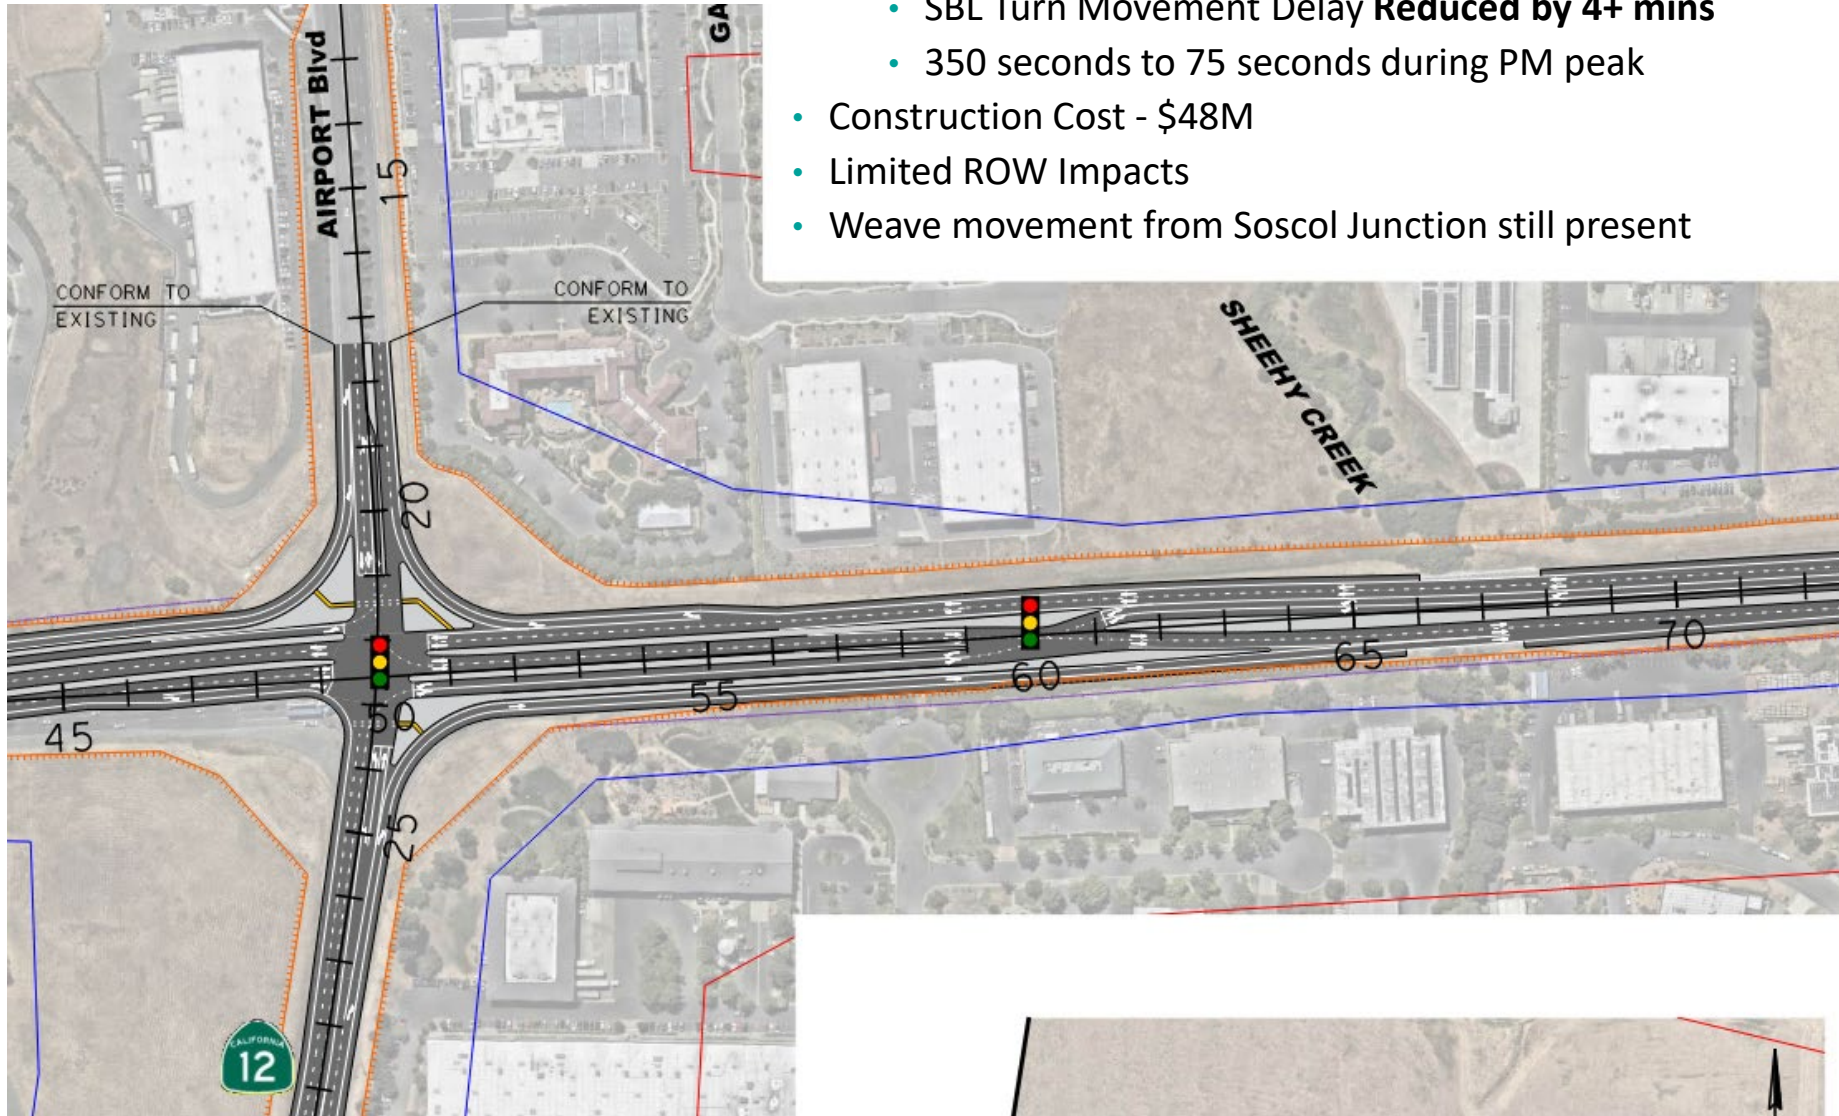 SBL Turn Movement Delay Reduced by 4+ mins
350 seconds to 75 seconds during PM peak
Construction Cost - $48M
Limited ROW Impacts
Weave movement from Soscol Junction still present
GA
AIRPORT Blvd
15
CONFORM TO
EXISTING
CONFORM TO
EXISTING
SHEEHY CREEK
20
45
50
55
60
65
70
25
CALIFORNIA
12